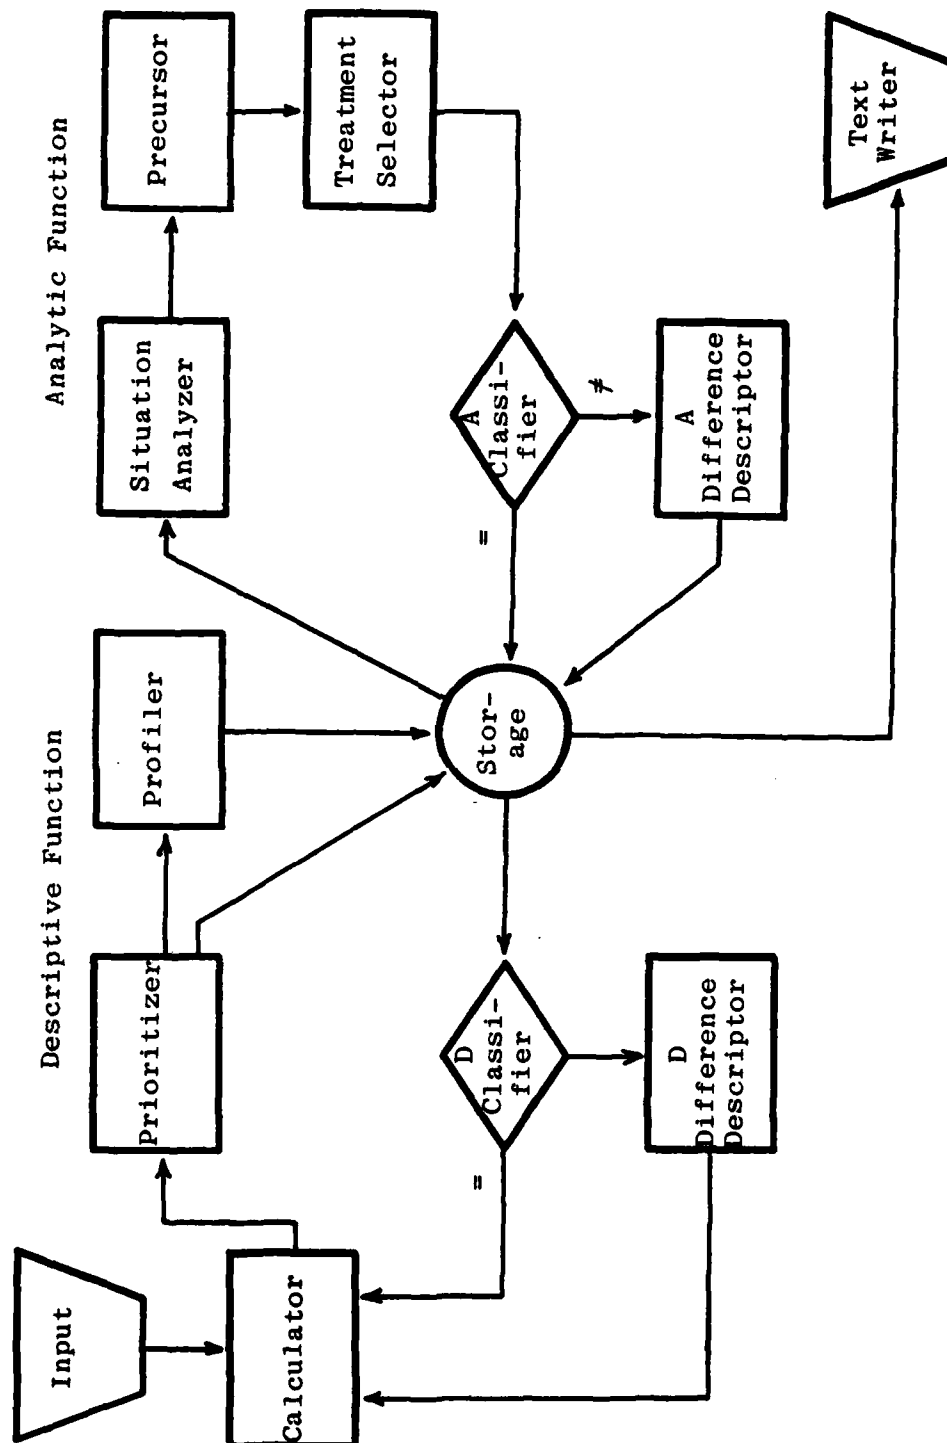 Descriptive Function
Analytic Function
Input
Calculator
Prioritizer
Profiler
Situation
Analyzer
Precursor
Treatment
Selector
D
Classi-
fier
=
D
Difference
Descriptor
Stor-
age
A
Classi-
fier
=
≠
A
Difference
Descriptor
Text
Writer